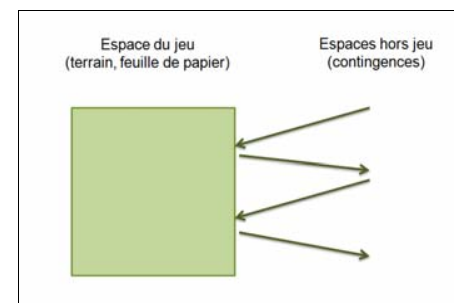 Espace du jeu
(terrain, feuille de papier)
Espaces hors jeu
(contingences)